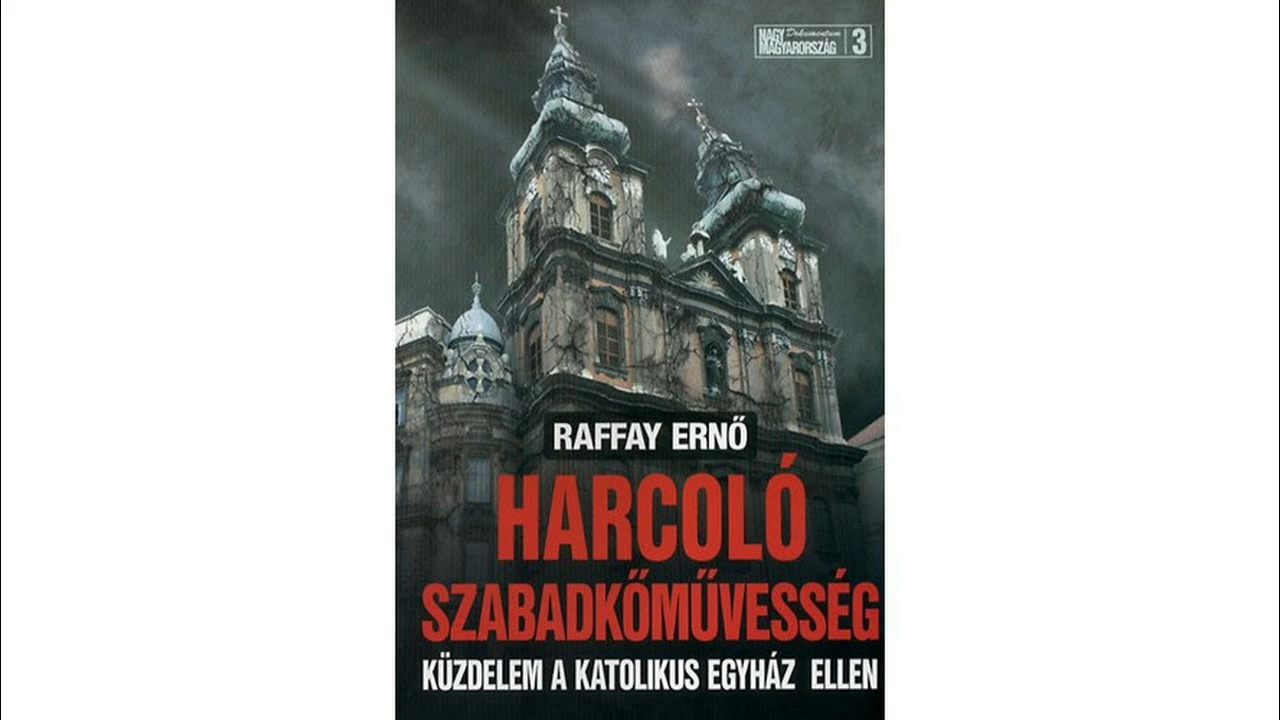 NAGY Dokumentum
MAGYARORSZÁG 3
RAFFAY ERNŐ
HARCOLÓ
SZABADKŐMŰVESSÉG
KÜZDELEM A KATOLIKUS EGYHÁZ ELLEN